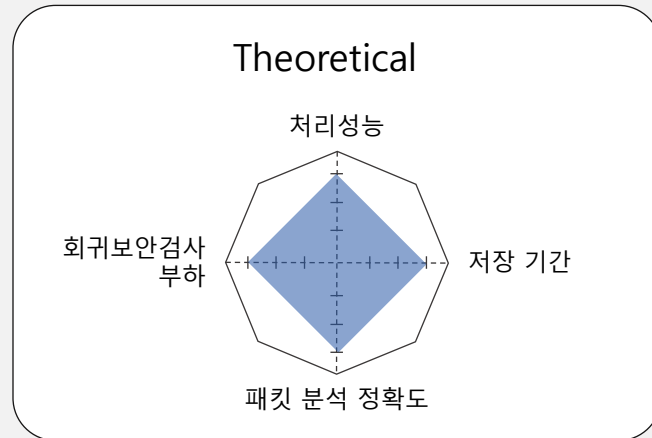 Theoretical
처리성능
회귀보안검사
부하
저장 기간
패킷 분석 정확도